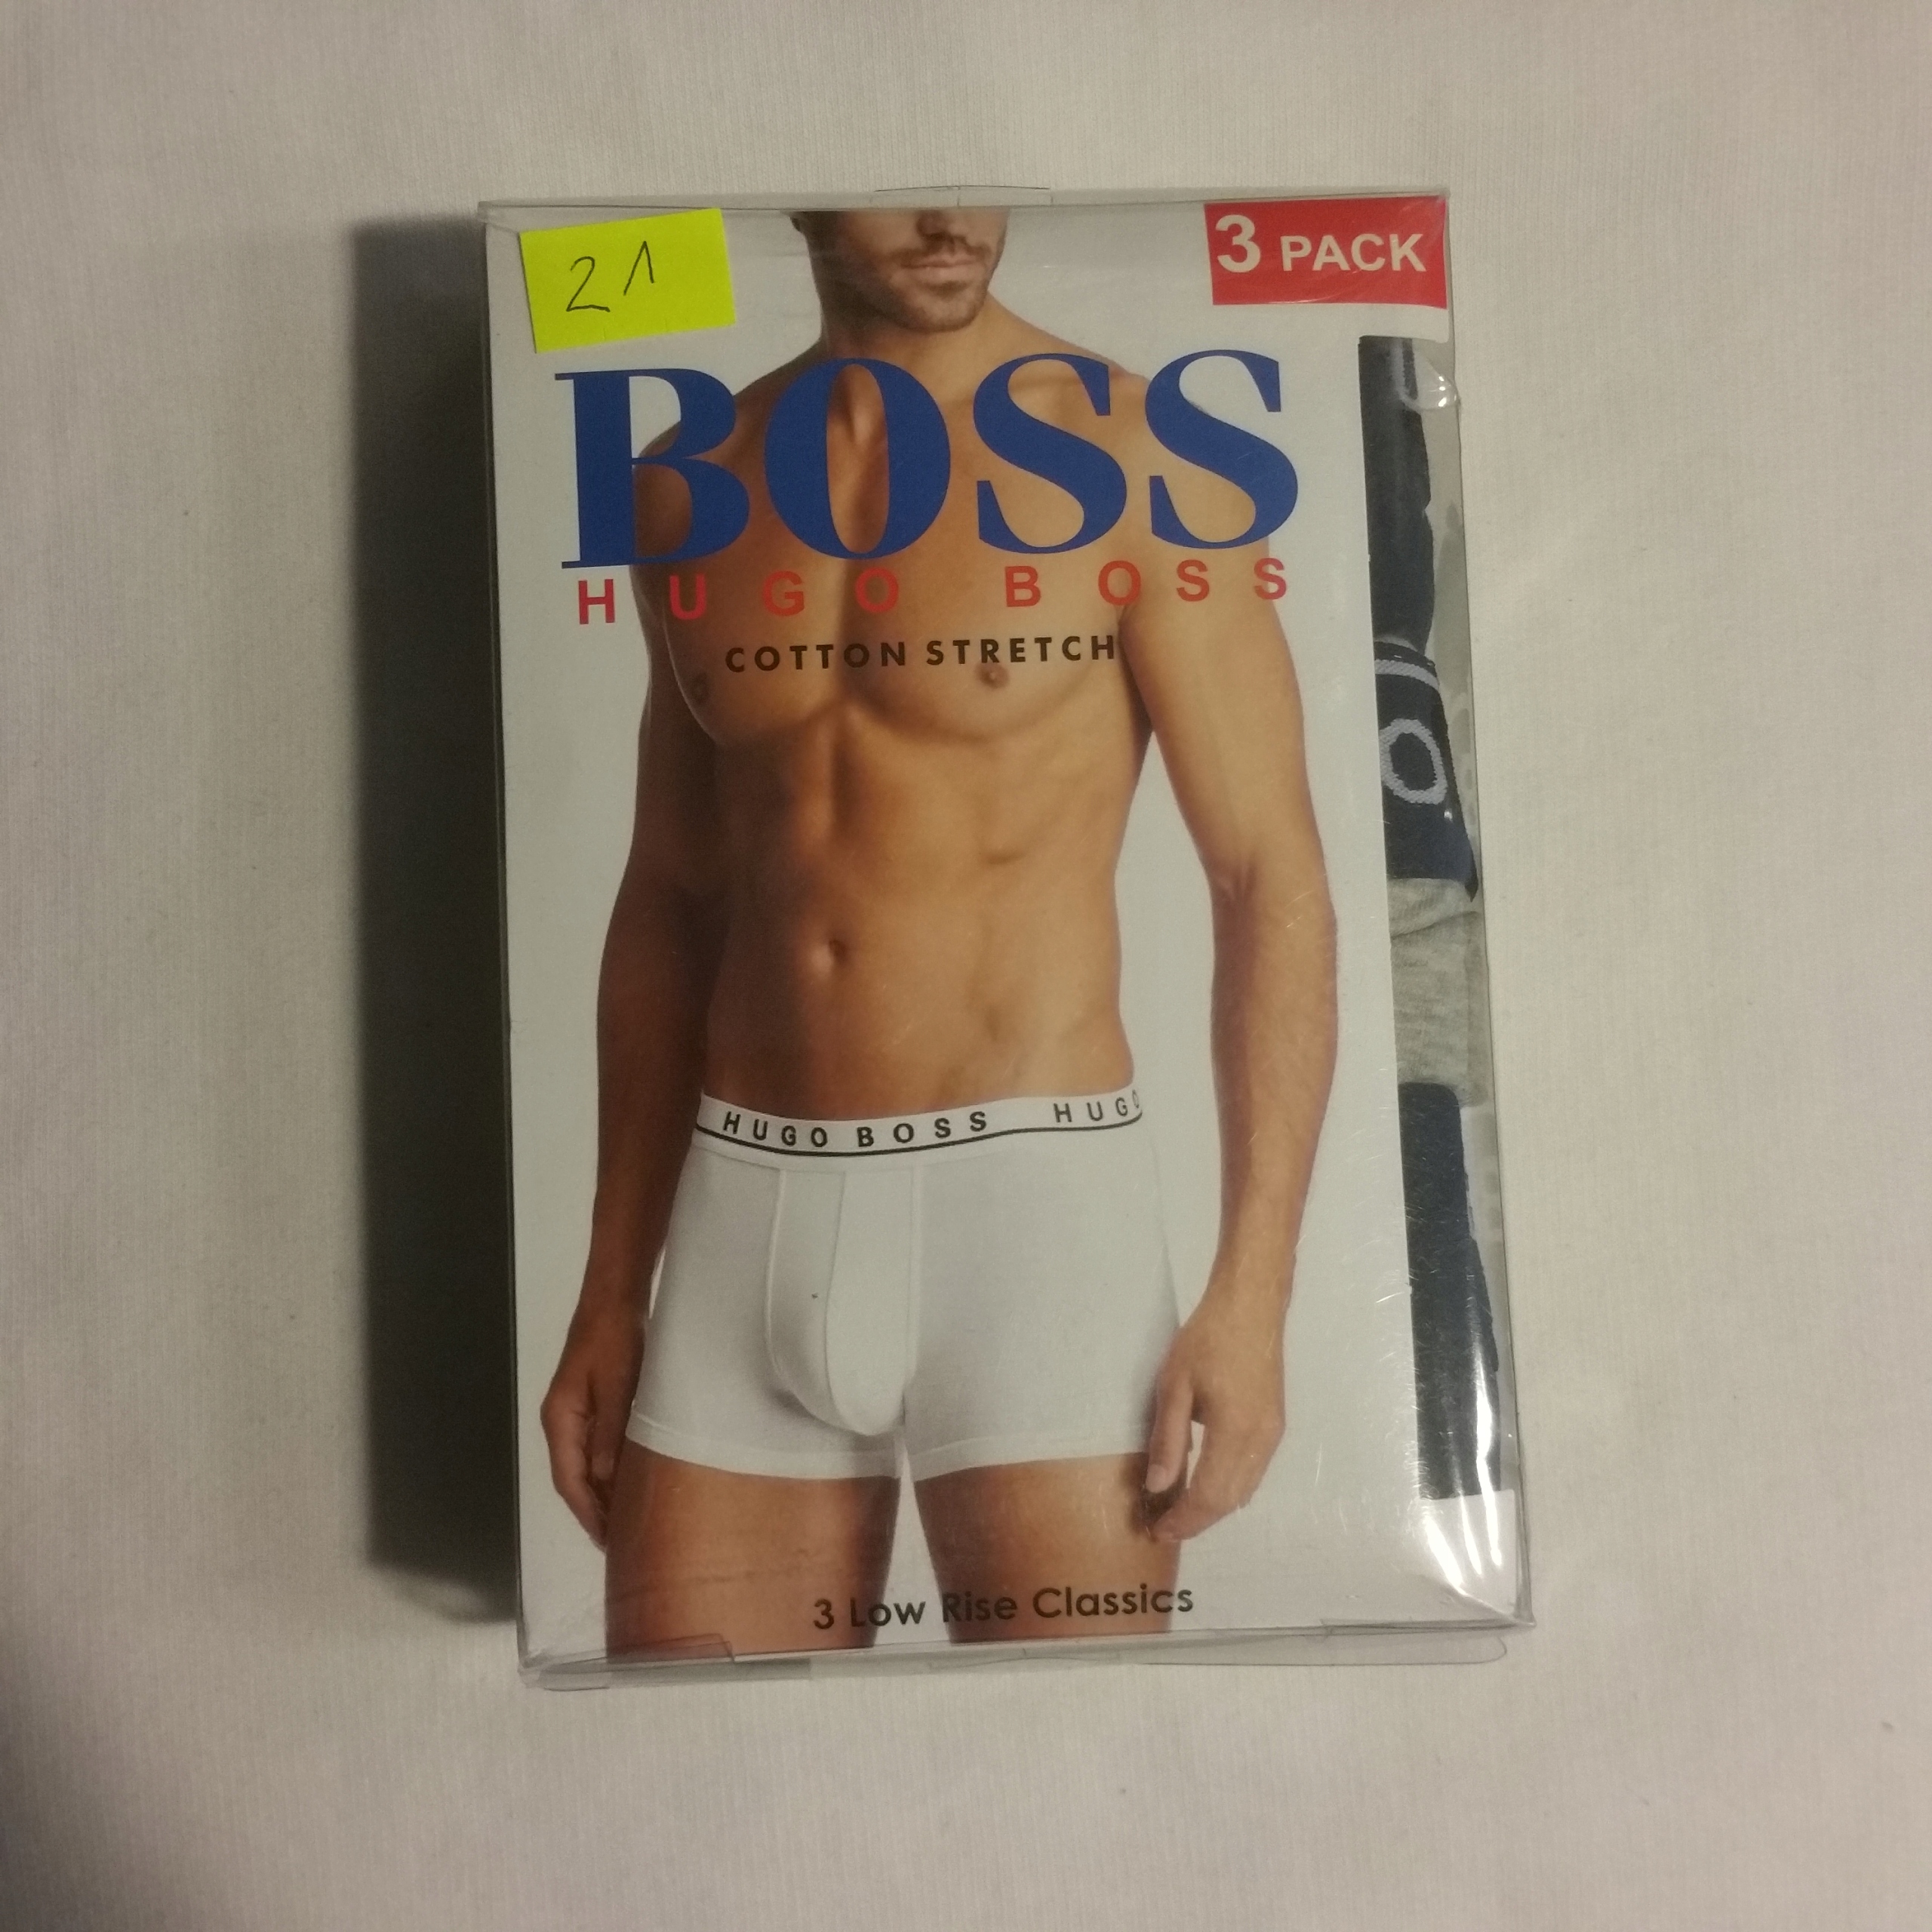 21
3 PACK
BOSS
HUGO BOSS
COTTON STRETCH
O
HUGO BOSS HUGO
3 Low Rise Classics